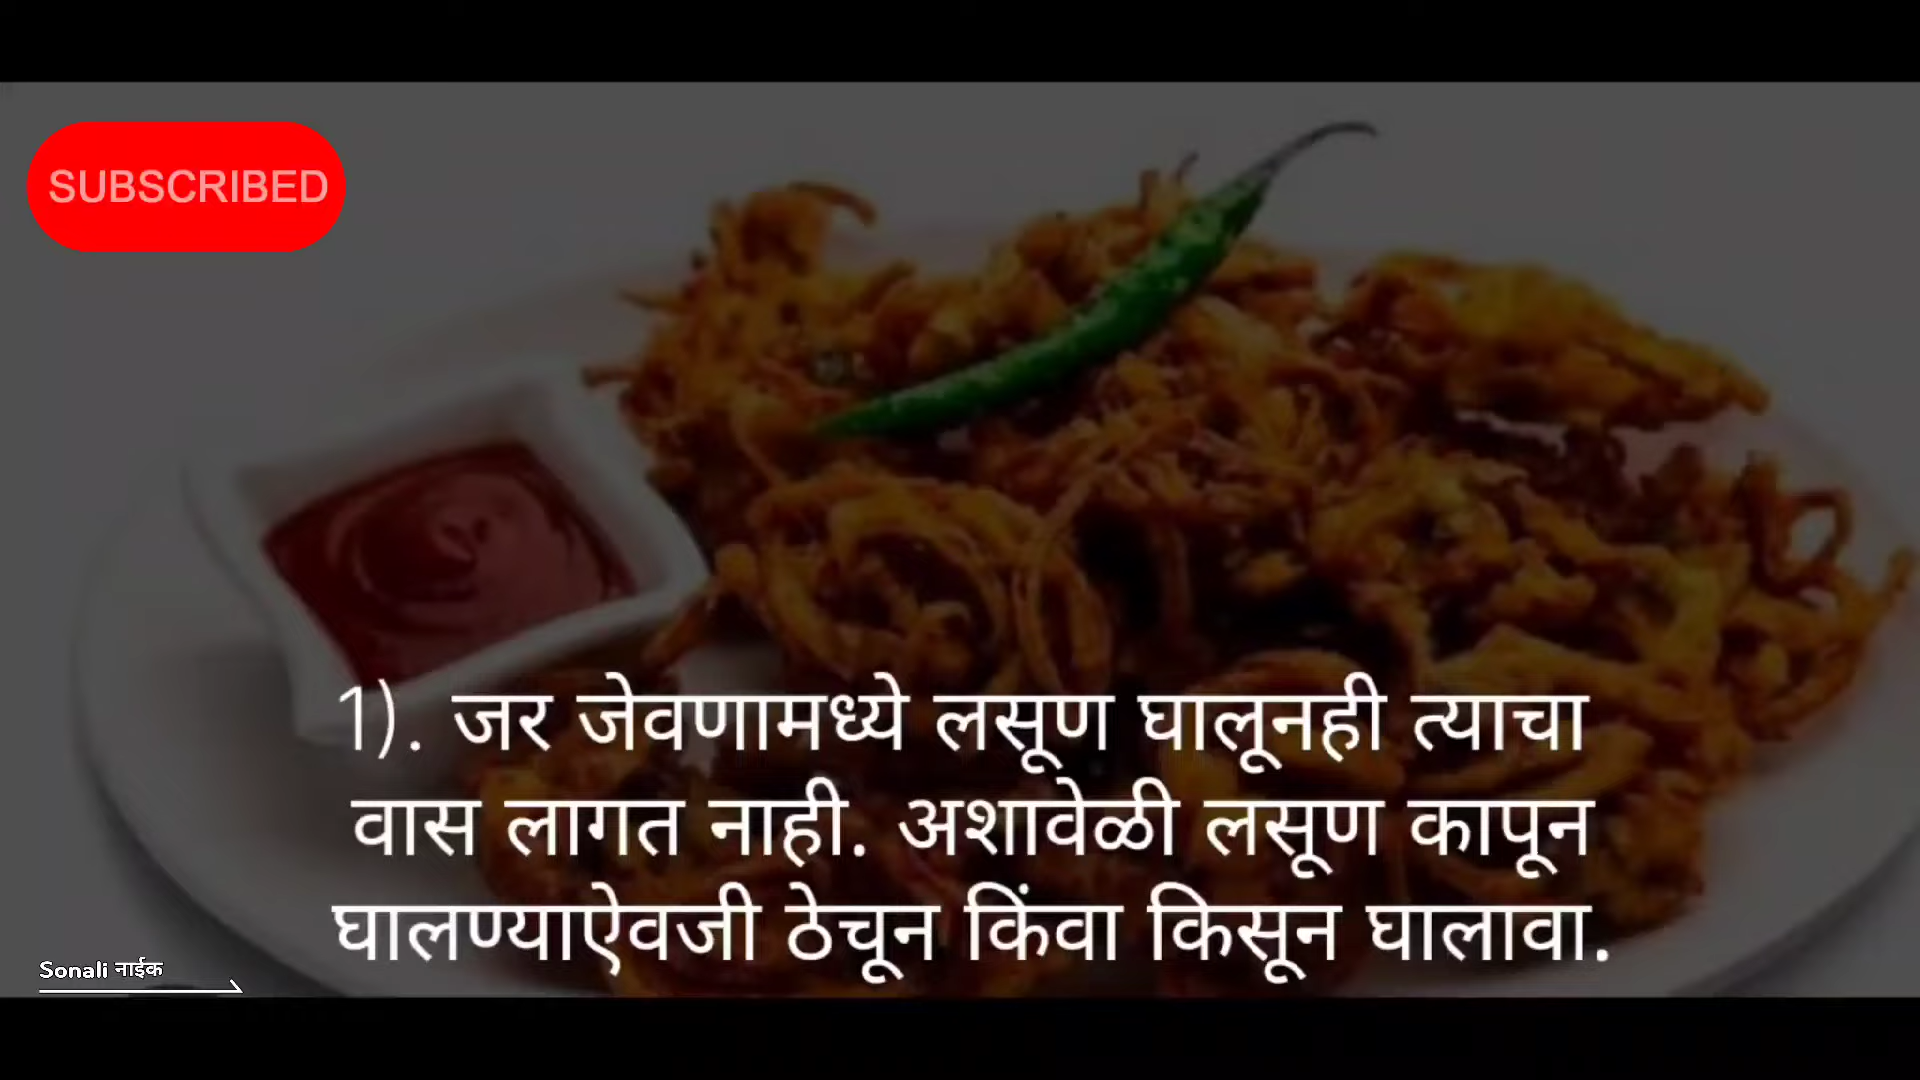 SUBSCRIBED
1). जर जेवणामध्ये लसूण घालूनही त्याचा
वास लागत नाही. अशावेळी लसूण कापून
घालण्याऐवजी ठेचून किंवा किसून घालावा.
Sonali नाईक